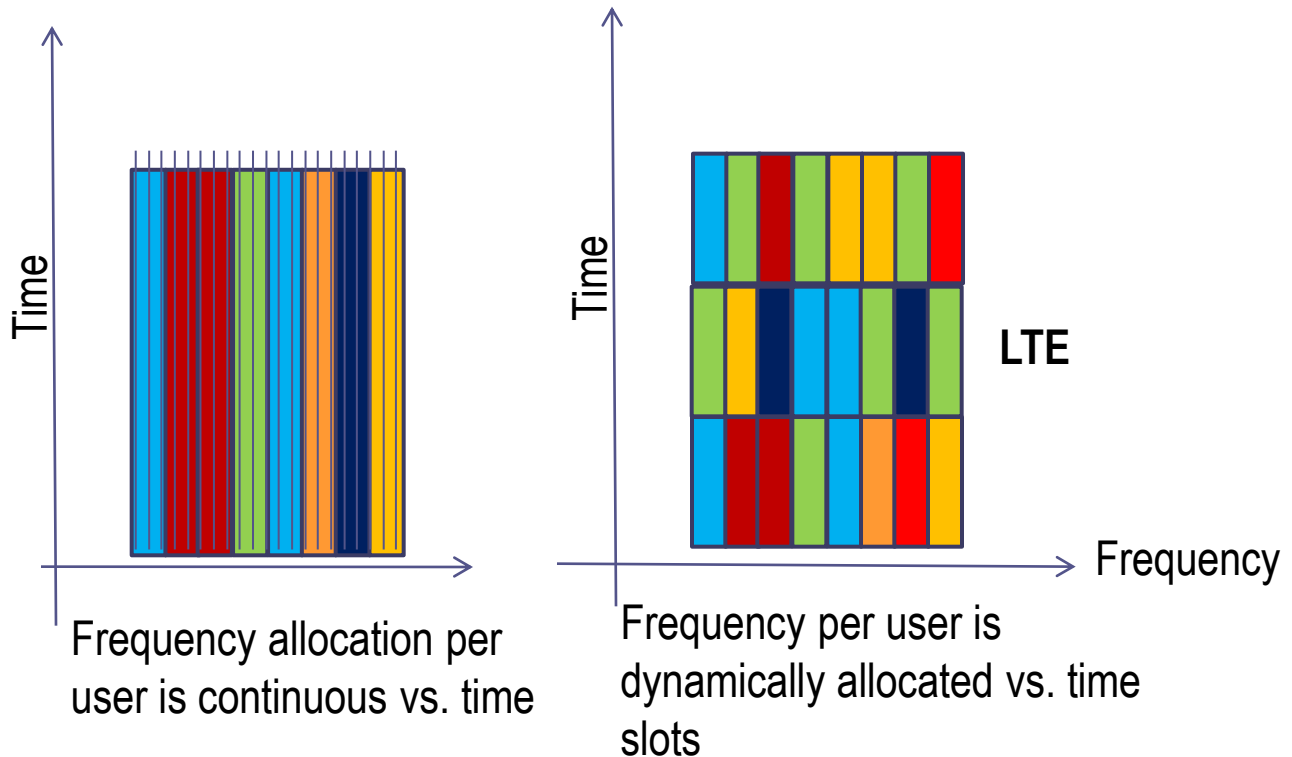 Time
Frequency allocation per
user is continuous vs. time
Time
LTE
Frequency
Frequency per user is
dynamically allocated vs. time
slots